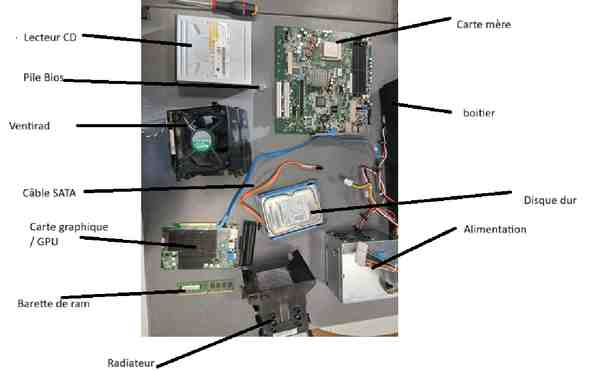 Lecteur CD
Carte mère
Pile Bios
boitier
Ventirad
Câble SATA
Disque dur
Carte graphique
/ GPU
Alimentation
Barette de ram
Radiateur